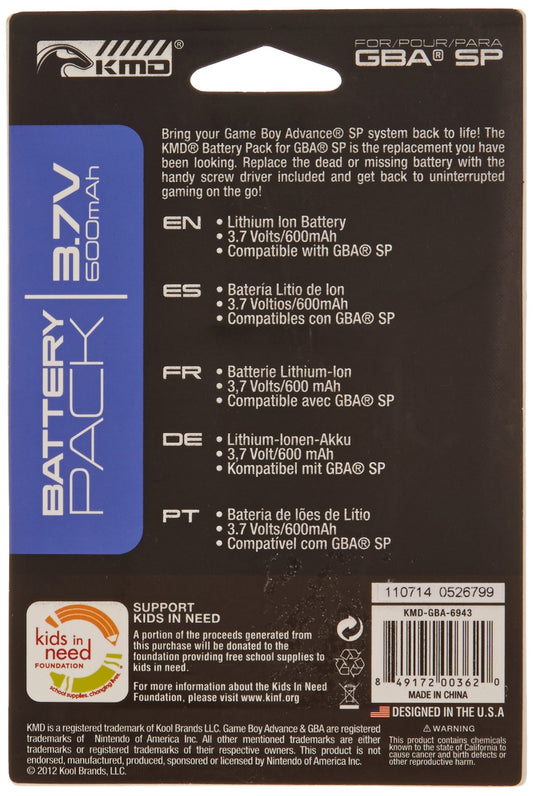 KMD®
FOR/POUR/PARA
GBA® SP
Bring your Game Boy Advance® SP system back to life! The
KMD® Battery Pack for GBA® SP is the replacement you have
been looking. Replace the dead or missing battery with the
handy screw driver included and get back to uninterrupted
gaming on the go!
BATTERY
PACK
3.7V
600mAh
EN
• Lithium Ion Battery
• 3.7 Volts/600mAh
• Compatible with GBA® SP
ES
• Batería Litio de Ion
• 3.7 Voltios/600mAh
• Compatibles con GBA® SP
FR
• Batterie Lithium-Ion
• 3,7 Volts/600 mAh
• Compatible avec GBA® SP
DE
• Lithium-Ionen-Akku
• 3,7 Volt/600 mAh
• Kompatibel mit GBA® SP
PT
• Bateria de Iões de Lítio
• 3.7 Volts/600mAh
• Compatível com GBA® SP
kids in
need
FOUNDATION
school supplies. changing lives.
SUPPORT
KIDS IN NEED
A portion of the proceeds generated from
this purchase will be donated to the
foundation providing free school supplies to
kids in need.
For more information about the Kids In Need
Foundation, please visit www.kinf.org
110714 0526799
KMD-GBA-6943
8 49172 00362 0
MADE IN CHINA
DESIGNED IN THE U.S.A
KMD is a registered trademark of Kool Brands LLC. Game Boy Advance & GBA are registered
trademarks of Nintendo of America Inc. All other mentioned trademarks are either
trademarks or registered trademarks of their respective owners. This product is not
endorsed, manufactured, produced, sponsored or licensed by Nintendo of America Inc.
© 2012 Kool Brands, LLC.
⚠WARNING
This product contains chemicals
known to the state of California to
cause cancer and birth defects or
other reproductive harm.